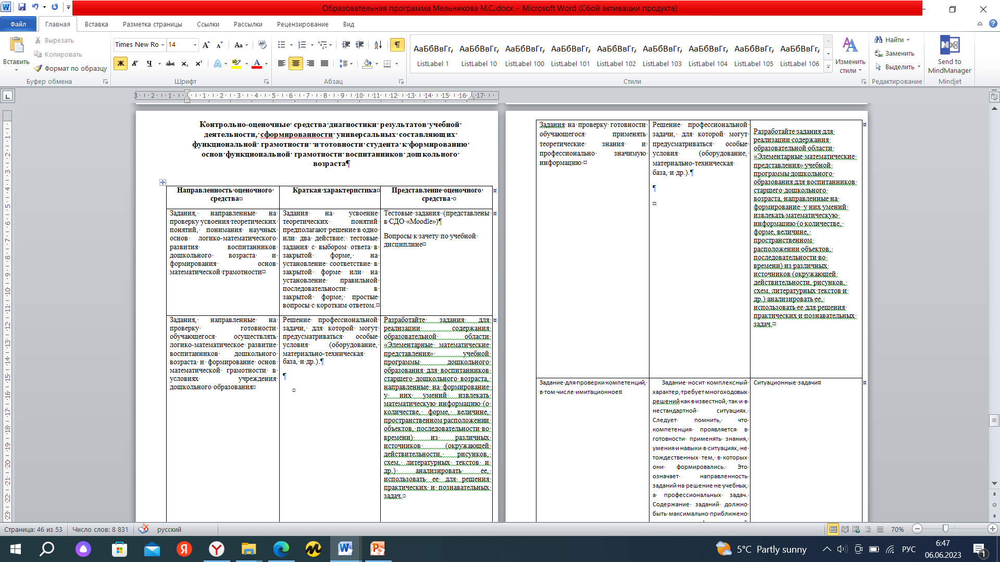 Образовательная программа Мельникова М.С..docx - Microsoft Word (Сбой активации продукта)
Файл
Главная
Вставка
Разметка страницы
Ссылки
Рассылки
Рецензирование
Вид
Вставить
Вырезать
Копировать
Формат по образцу
Буфер обмена
Times New Ro
14
Шрифт
Абзац
АаБбВвГг
АаБбВвГг
АаБбВвГг
АаБбВвГг
АаБбВвГг
АаБбВвГг
АаБбВвГг
АаБбВвГг
АаБбВвГг
ListLabel 1
ListLabel 10
ListLabel 100
ListLabel 101
ListLabel 102
ListLabel 103
ListLabel 104
ListLabel 105
ListLabel 106
Стили
Изменить
стили
Найти
Заменить
Выделить
Редактирование
Send to
MindManager
Mindjet
Контрольно-оценочные средства диагностики результатов учебной
деятельности, сформированности универсальных составляющих
функциональной грамотности и готовности студента к формированию
основ функциональной грамотности воспитанников дошкольного
возраста¶
Направленность оценочного
средства¤
Краткая характеристика¤
Представление оценочного
средства ¤
Задания, направленные на
проверку усвоения теоретических
понятий, понимания научных
основ логико-математического
развития воспитанников
дошкольного возраста и
формирования основ
математической грамотности¤
Задания на усвоение
теоретических понятий
предполагают решение в одно
или два действие: тестовые
задания с выбором ответа в
закрытой форме, на
установление соответствие в
закрытой форме или на
установление правильной
последовательности в
закрытой форме; простые
вопросы с коротким ответом.¤
Тестовые задания (представлены
в СДО «Moodle»)¶
Вопросы к зачету по учебной
дисциплине¤
Задания, направленные на
проверку готовности
обучающегося осуществлять
логико-математическое развитие
воспитанников дошкольного
возраста и формирование основ
математической грамотности в
условиях учреждения
дошкольного образования¤
Решение профессиональной
задачи, для которой могут
предусматриваться особые
условия (оборудование,
материально-техническая
база, и др.).¶
¶
¤
Разработайте задания для
реализации содержания
образовательной области
«Элементарные математические
представления» учебной
программы дошкольного
образования для воспитанников
старшего дошкольного возраста,
направленные на формирование
у них умений извлекать
математическую информацию (о
количестве, форме, величине,
пространственном расположении
объектов, последовательности во
времени) из различных
источников (окружающей
действительности, рисунков,
схем, литературных текстов и
др.) анализировать ее,
использовать ее для решения
практических и познавательных
задач.¤
Задания на проверку готовности
обучающегося применять
теоретические знания и
профессионально значимую
информацию ¤
Решение профессиональной
задачи, для которой могут
предусматриваться особые
условия (оборудование,
материально-техническая
база, и др.).¶
¶
¤
Разработайте задания для
реализации содержания
образовательной области
«Элементарные математические
представления» учебной
программы дошкольного
образования для воспитанников
старшего дошкольного
возраста, направленные на
формирование у них умений
извлекать математическую
информацию (о количестве,
форме, величине,
пространственном
расположении объектов,
последовательности во
времени) из различных
источников (окружающей
действительности, рисунков,
схем, литературных текстов и
др.) анализировать ее,
использовать ее для решения
практических и познавательных
задач.¤
Задание для проверки компетенций,
в том числе имитационное¤
Задание носит комплексный
характер, требует многоходовых
решений как в известной, так и в
нестандартной ситуациях.
Следует помнить, что
компетенция проявляется в
готовности применять знания,
умения и навыки в ситуациях, не
тождественных тем, в которых
они формировались. Это
означает направленность
заданий на решение не учебных,
а профессиональных задач.
Содержание заданий должно
быть максимально приближено
Ситуационные задачи¤
Страница: 46 из 53
Число слов: 8 831
русский
70%
5°C Partly sunny
РУС
6:47
06.06.2023
1